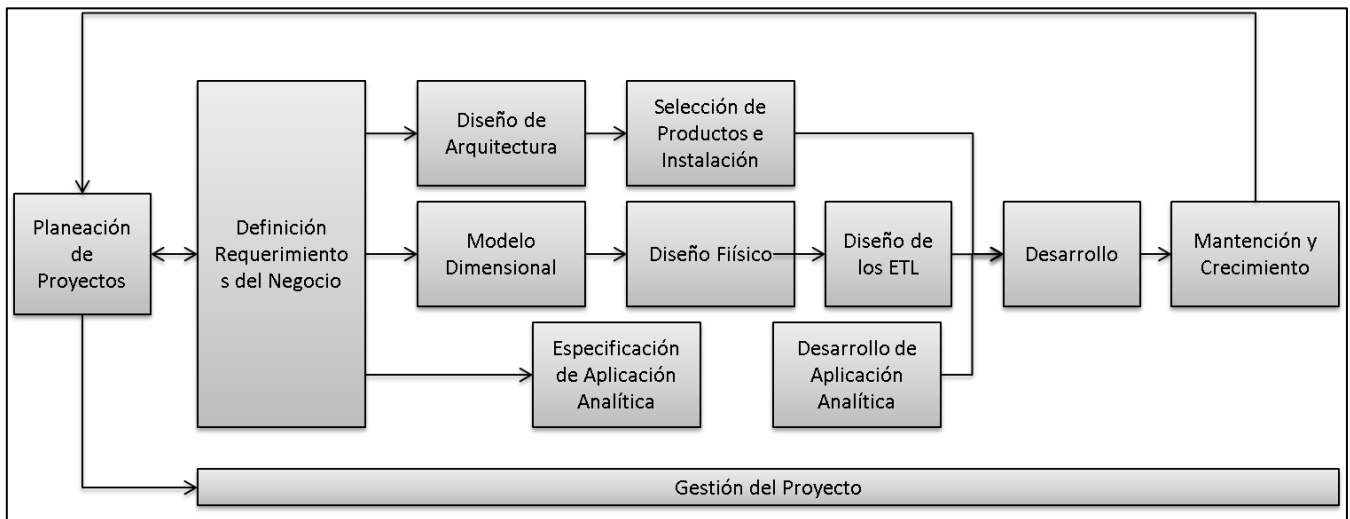 Planeación
de
Proyectos
Definición
Requerimiento
s del Negocio
Diseño de
Arquitectura
Selección de
Productos e
Instalación
Modelo
Dimensional
Diseño Fiísico
Diseño de
los ETL
Especificación
de Aplicación
Analítica
Desarrollo de
Aplicación
Analítica
Desarrollo
Mantención y
Crecimiento
Gestión del Proyecto